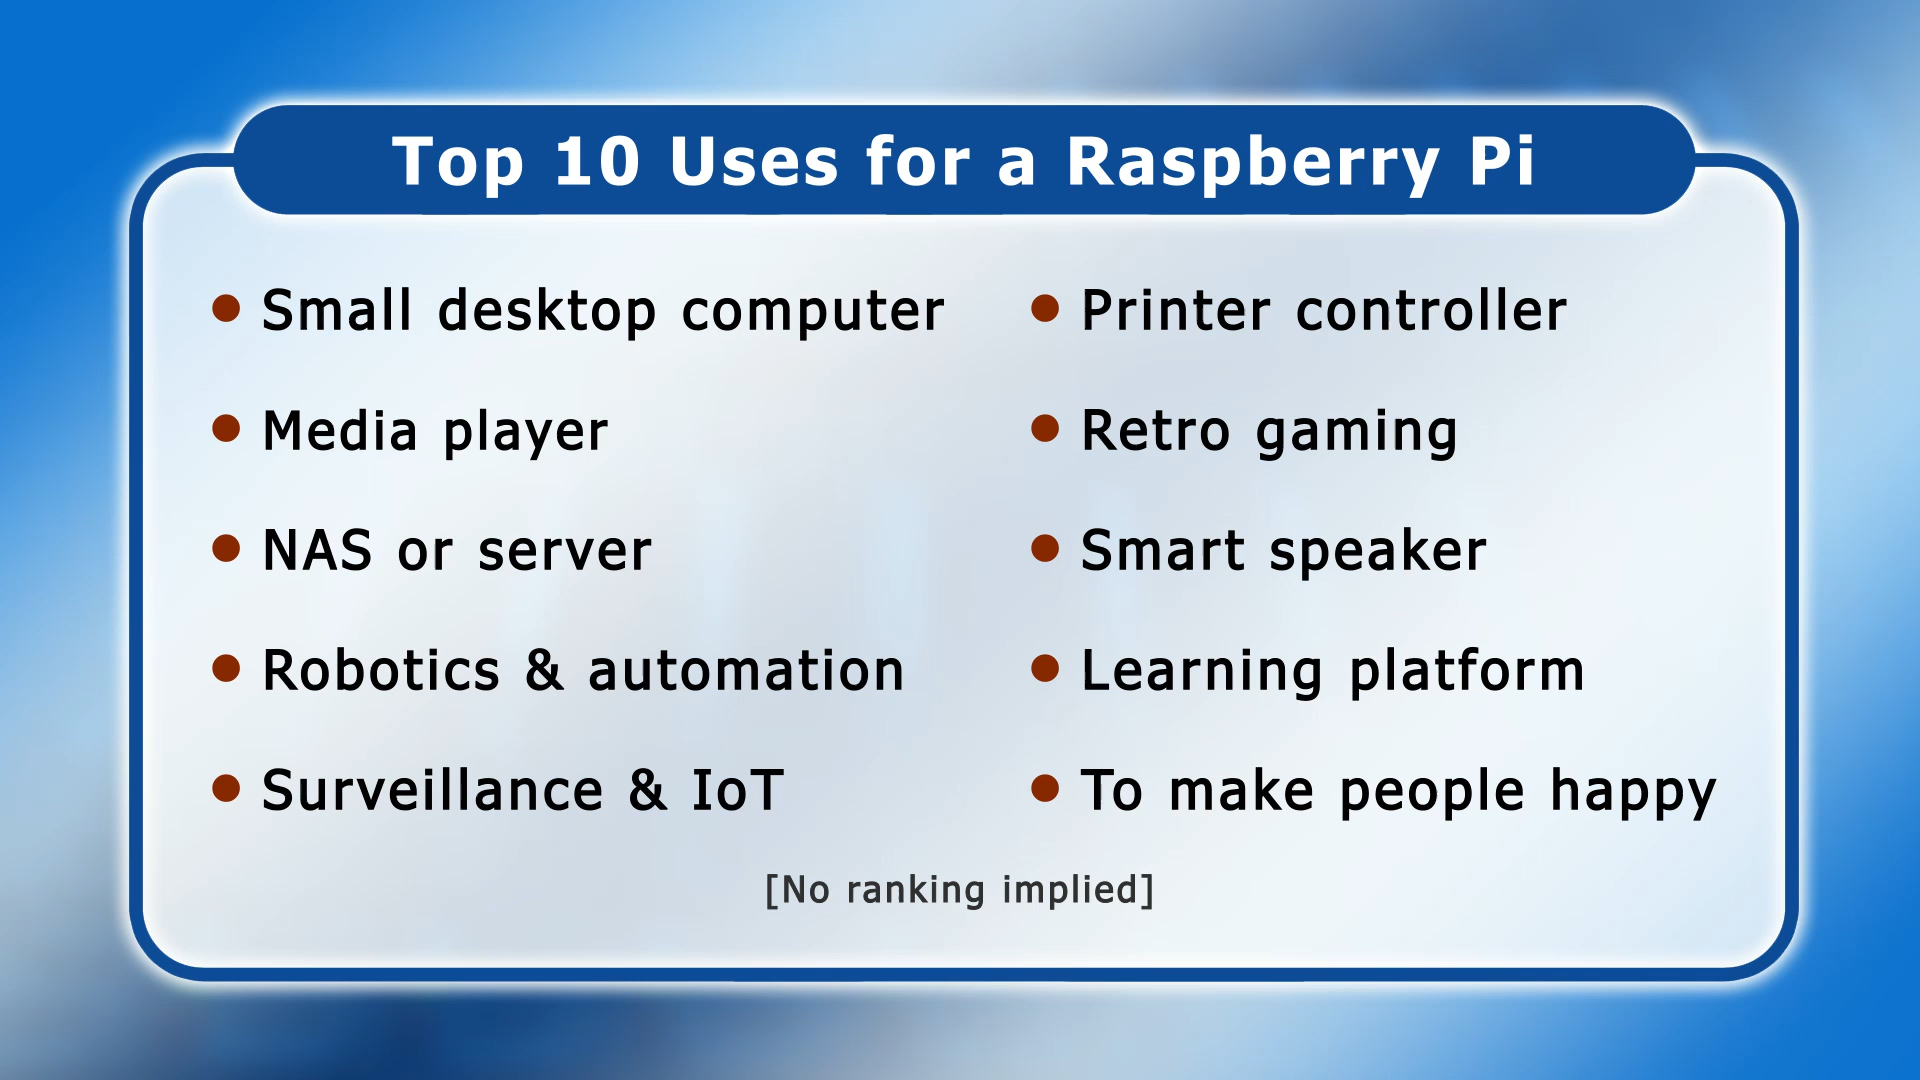 Top 10 Uses for a Raspberry Pi
Small desktop computer
Media player
NAS or server
Robotics & automation
Surveillance & IoT
Printer controller
Retro gaming
Smart speaker
Learning platform
To make people happy
[No ranking implied]